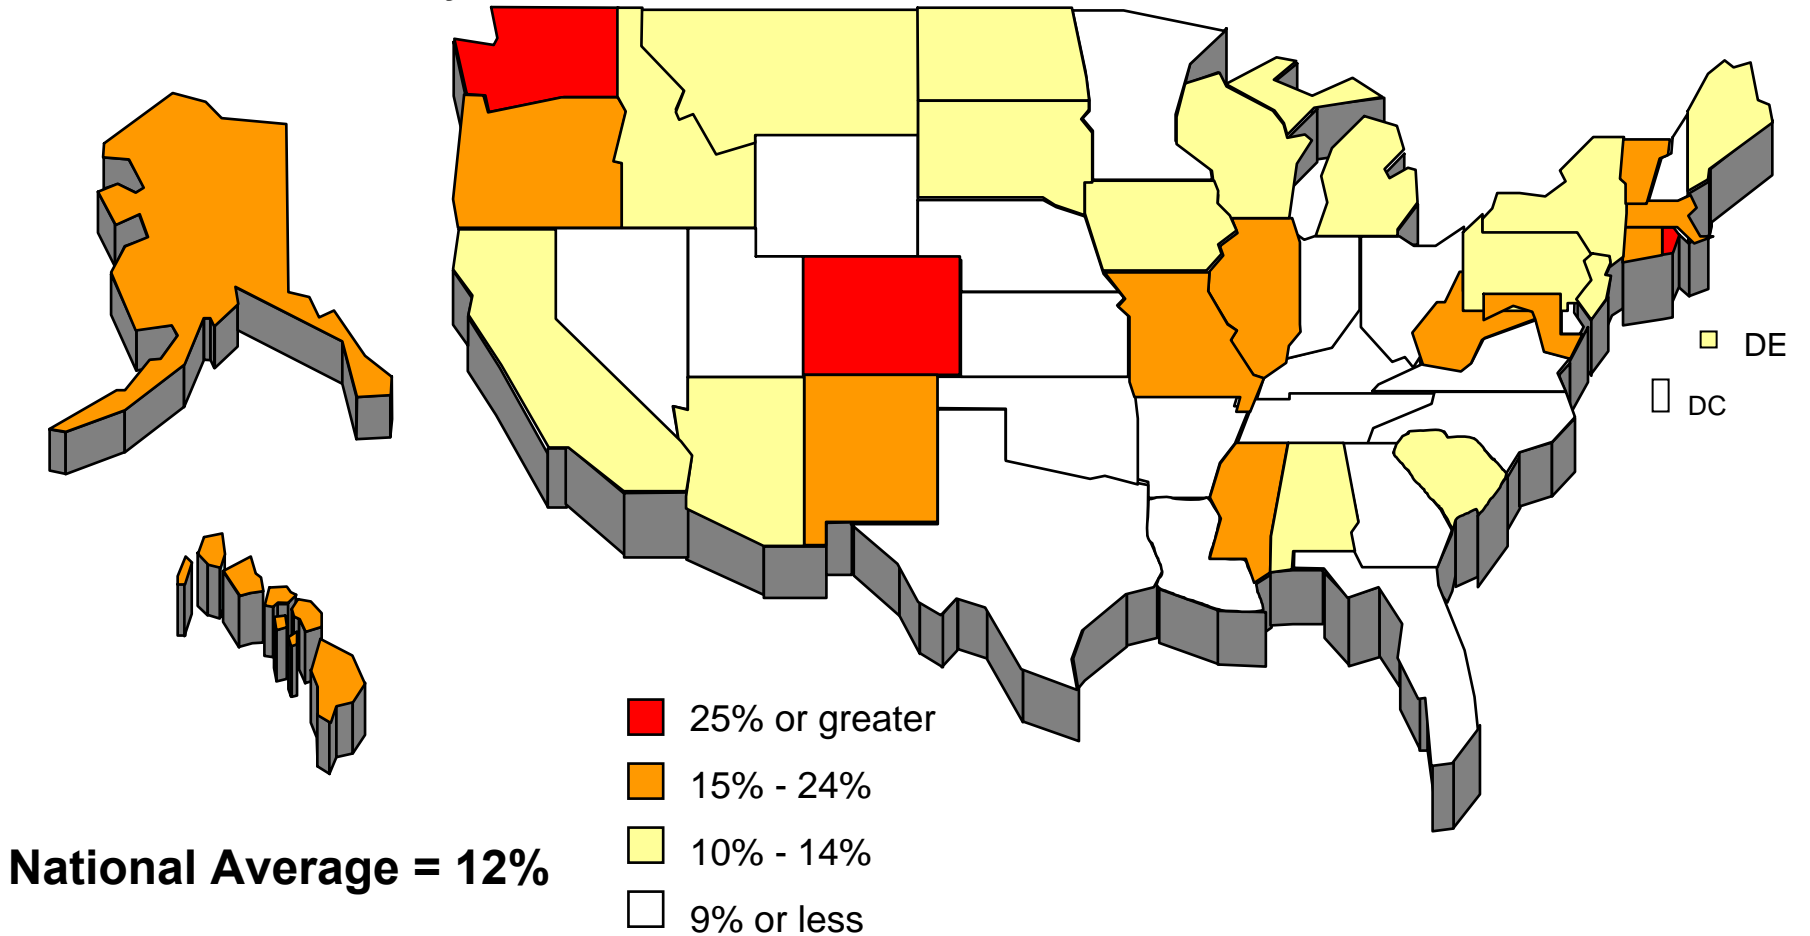 DE
DC
25% or greater
15% - 24%
10% - 14%
National Average = 12%
9% or less